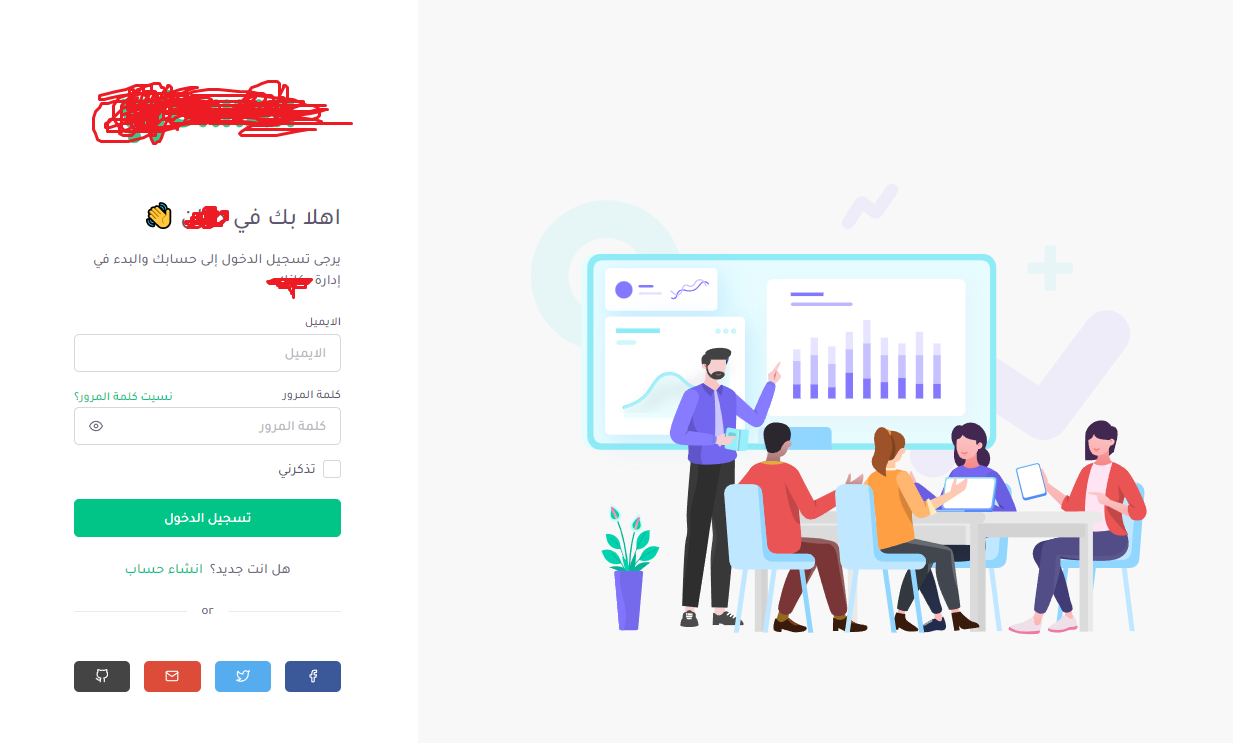 اهلا بك في
يرجى تسجيل الدخول إلى حسابك والبدء في
إدارة
الايميل
الايميل
كلمة المرور
نسيت كلمة المرور؟
كلمة المرور
تذكرني
تسجيل الدخول
هل انت جديد؟ انشاء حساب
or